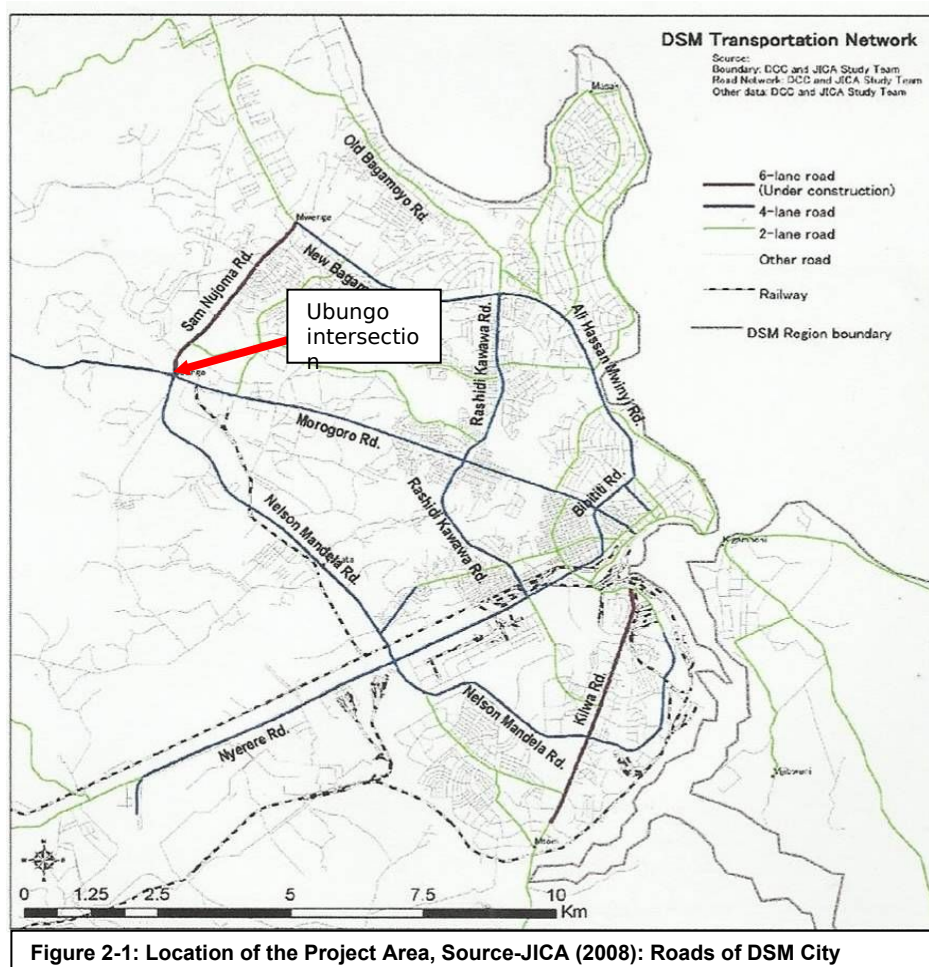 DSM Transportation Network
Source:
Boundary: DCC and JICA Study Team
Road Network: DCC and JICA Study Team
Other data: DCC and JICA Study Team
6-lane road
(Under construction)
4-lane road
2-lane road
Other road
Railway
DSM Region boundary
Old Bagamoyo Rd.
Mwenge
Sam Nujoma Rd.
New Bagam
Ubungo
intersectio
n
Rashidi Kawawa Rd.
Ali Hassan Mwinyi Rd.
Morogoro Rd.
Bibititi Rd.
Rashidi Kawawa Rd.
Nelson Mandela Rd.
Kigamboni
Kilwa Rd.
Nelson Mandela Rd.
Nyerere Rd.
0 1.25 2.5 5 7.5 10
Km
Figure 2-1: Location of the Project Area, Source-JICA (2008): Roads of DSM City